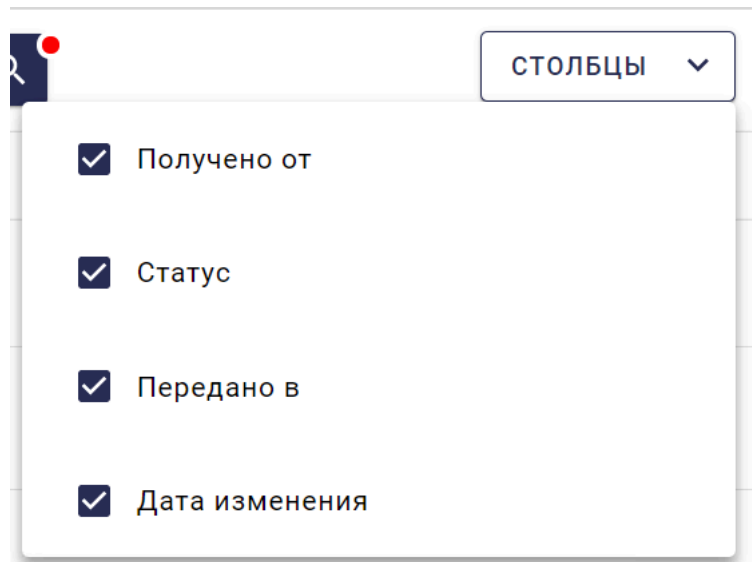 СТОЛБЦЫ
Получено от
Статус
Передано в
Дата изменения